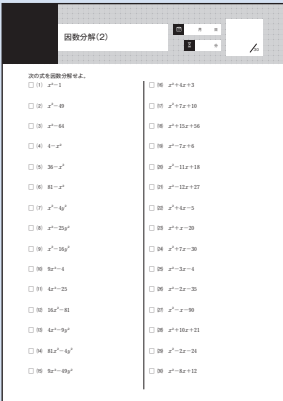 因数分解(2)
月 日
分
/30
次の式を因数分解せよ。
(1) x²−1
(2) x²−49
(3) x²−64
(4) 4−x²
(5) 36−x²
(6) 81−x²
(7) x²−4y²
(8) x²−25y²
(9) x²−16y²
(10) 9x²−4
(11) 4x²−25
(12) 16x²−81
(13) 4x²−9y²
(14) 81x²−4y²
(15) 9x²−49y²
(16) x²+4x+3
(17) x²+7x+10
(18) x²+15x+56
(19) x²−7x+6
(20) x²−11x+18
(21) x²−12x+27
(22) x²+4x−5
(23) x²+x−20
(24) x²+7x−30
(25) x²−3x−4
(26) x²−2x−35
(27) x²−x−90
(28) x²+10x+21
(29) x²−2x−24
(30) x²−8x+12